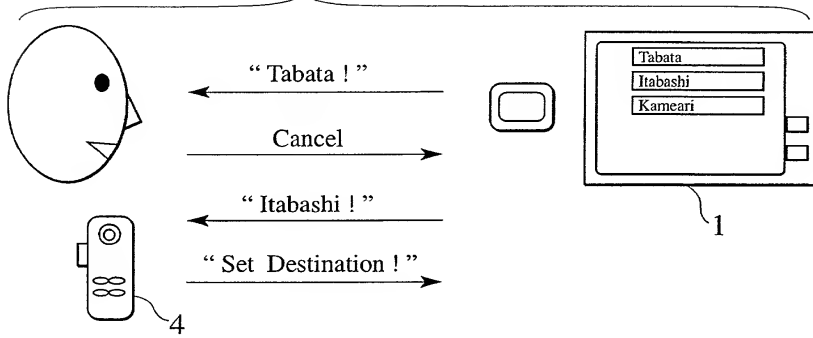 Tabata
Itabashi
Kameari
“ Tabata ! ”
Cancel
“ Itabashi ! ”
“ Set Destination ! ”
1
4